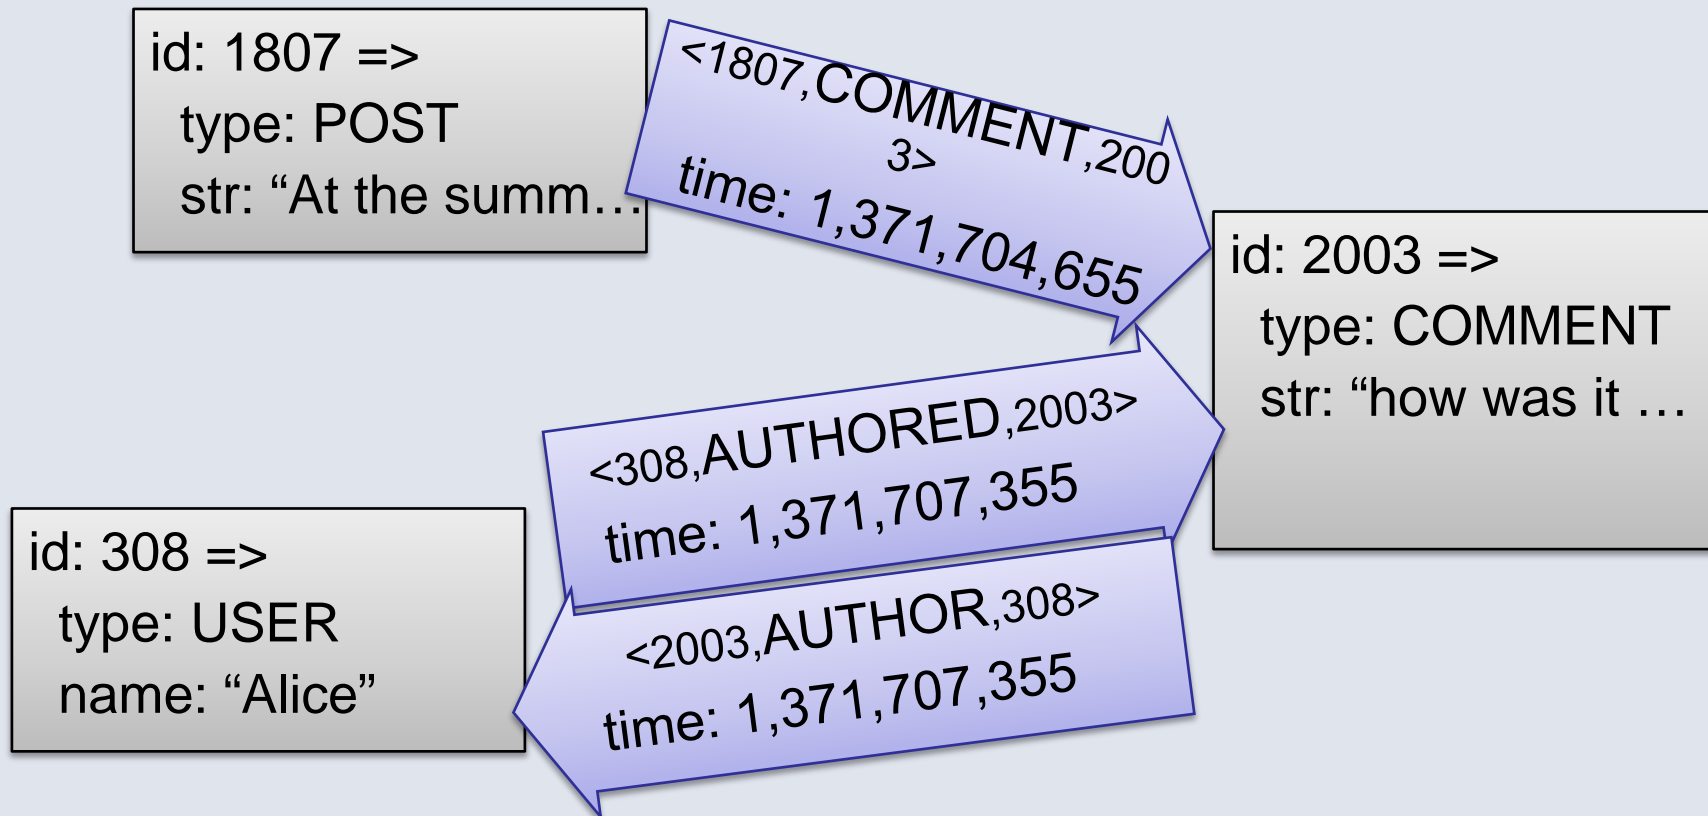 id: 1807 =>
type: POST
str: “At the summ…
<1807,COMMENT,200
3>
time: 1,371,704,655
id: 2003 =>
type: COMMENT
str: “how was it …
<308,AUTHORED,2003>
time: 1,371,707,355
id: 308 =>
type: USER
name: “Alice”
<2003,AUTHOR,308>
time: 1,371,707,355